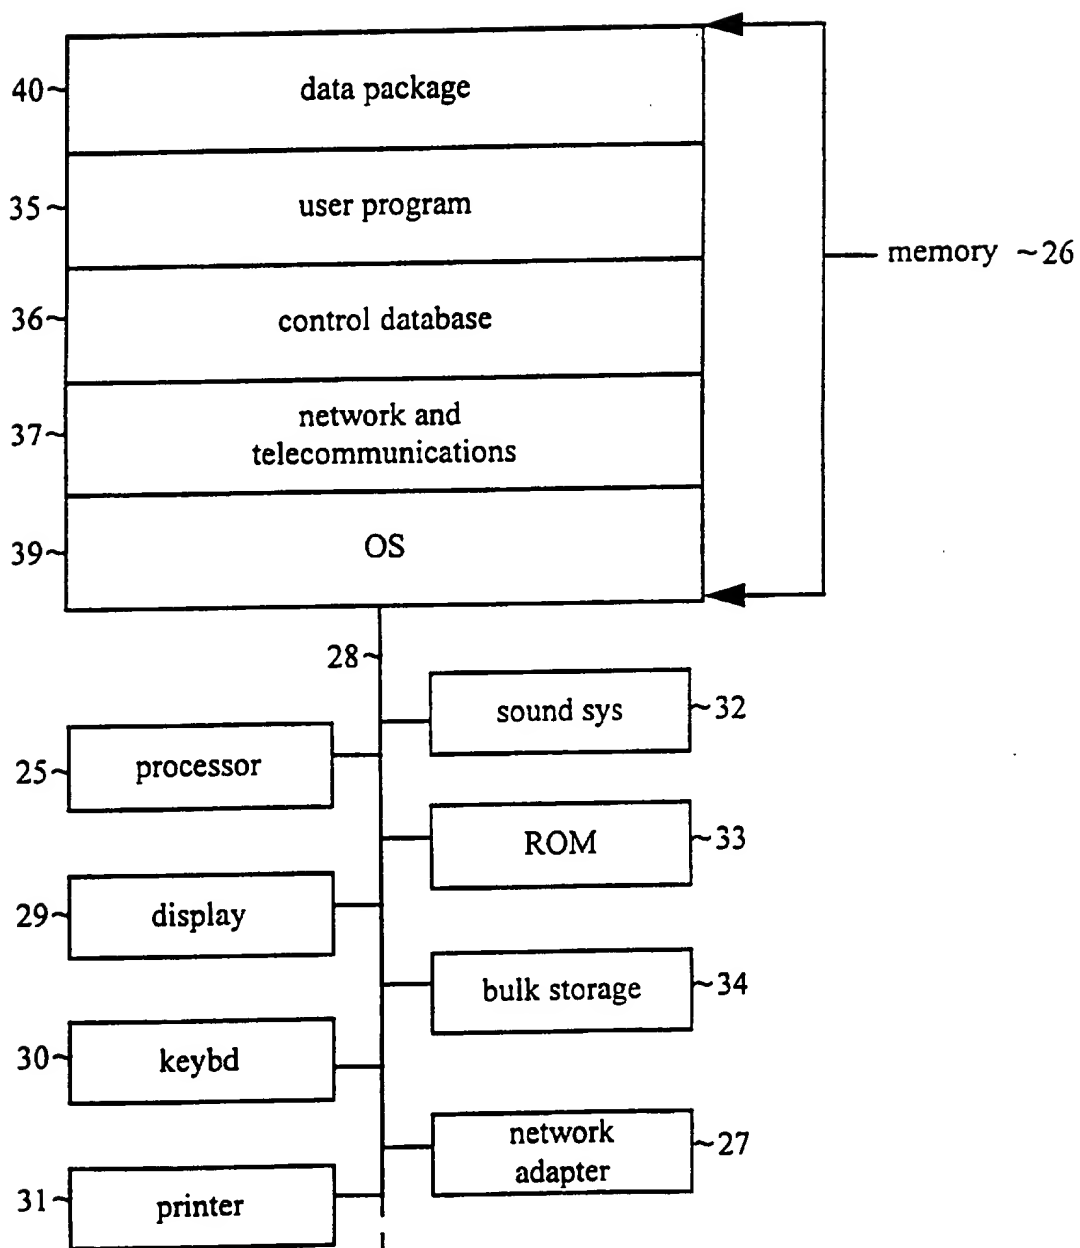 40~ data package
35~ user program
memory ~26
36~ control database
37~ network and
telecommunications
39~ OS
28~
sound sys ~32
25~ processor
ROM ~33
29~ display
bulk storage ~34
30~ keybd
network
adapter ~27
31~ printer